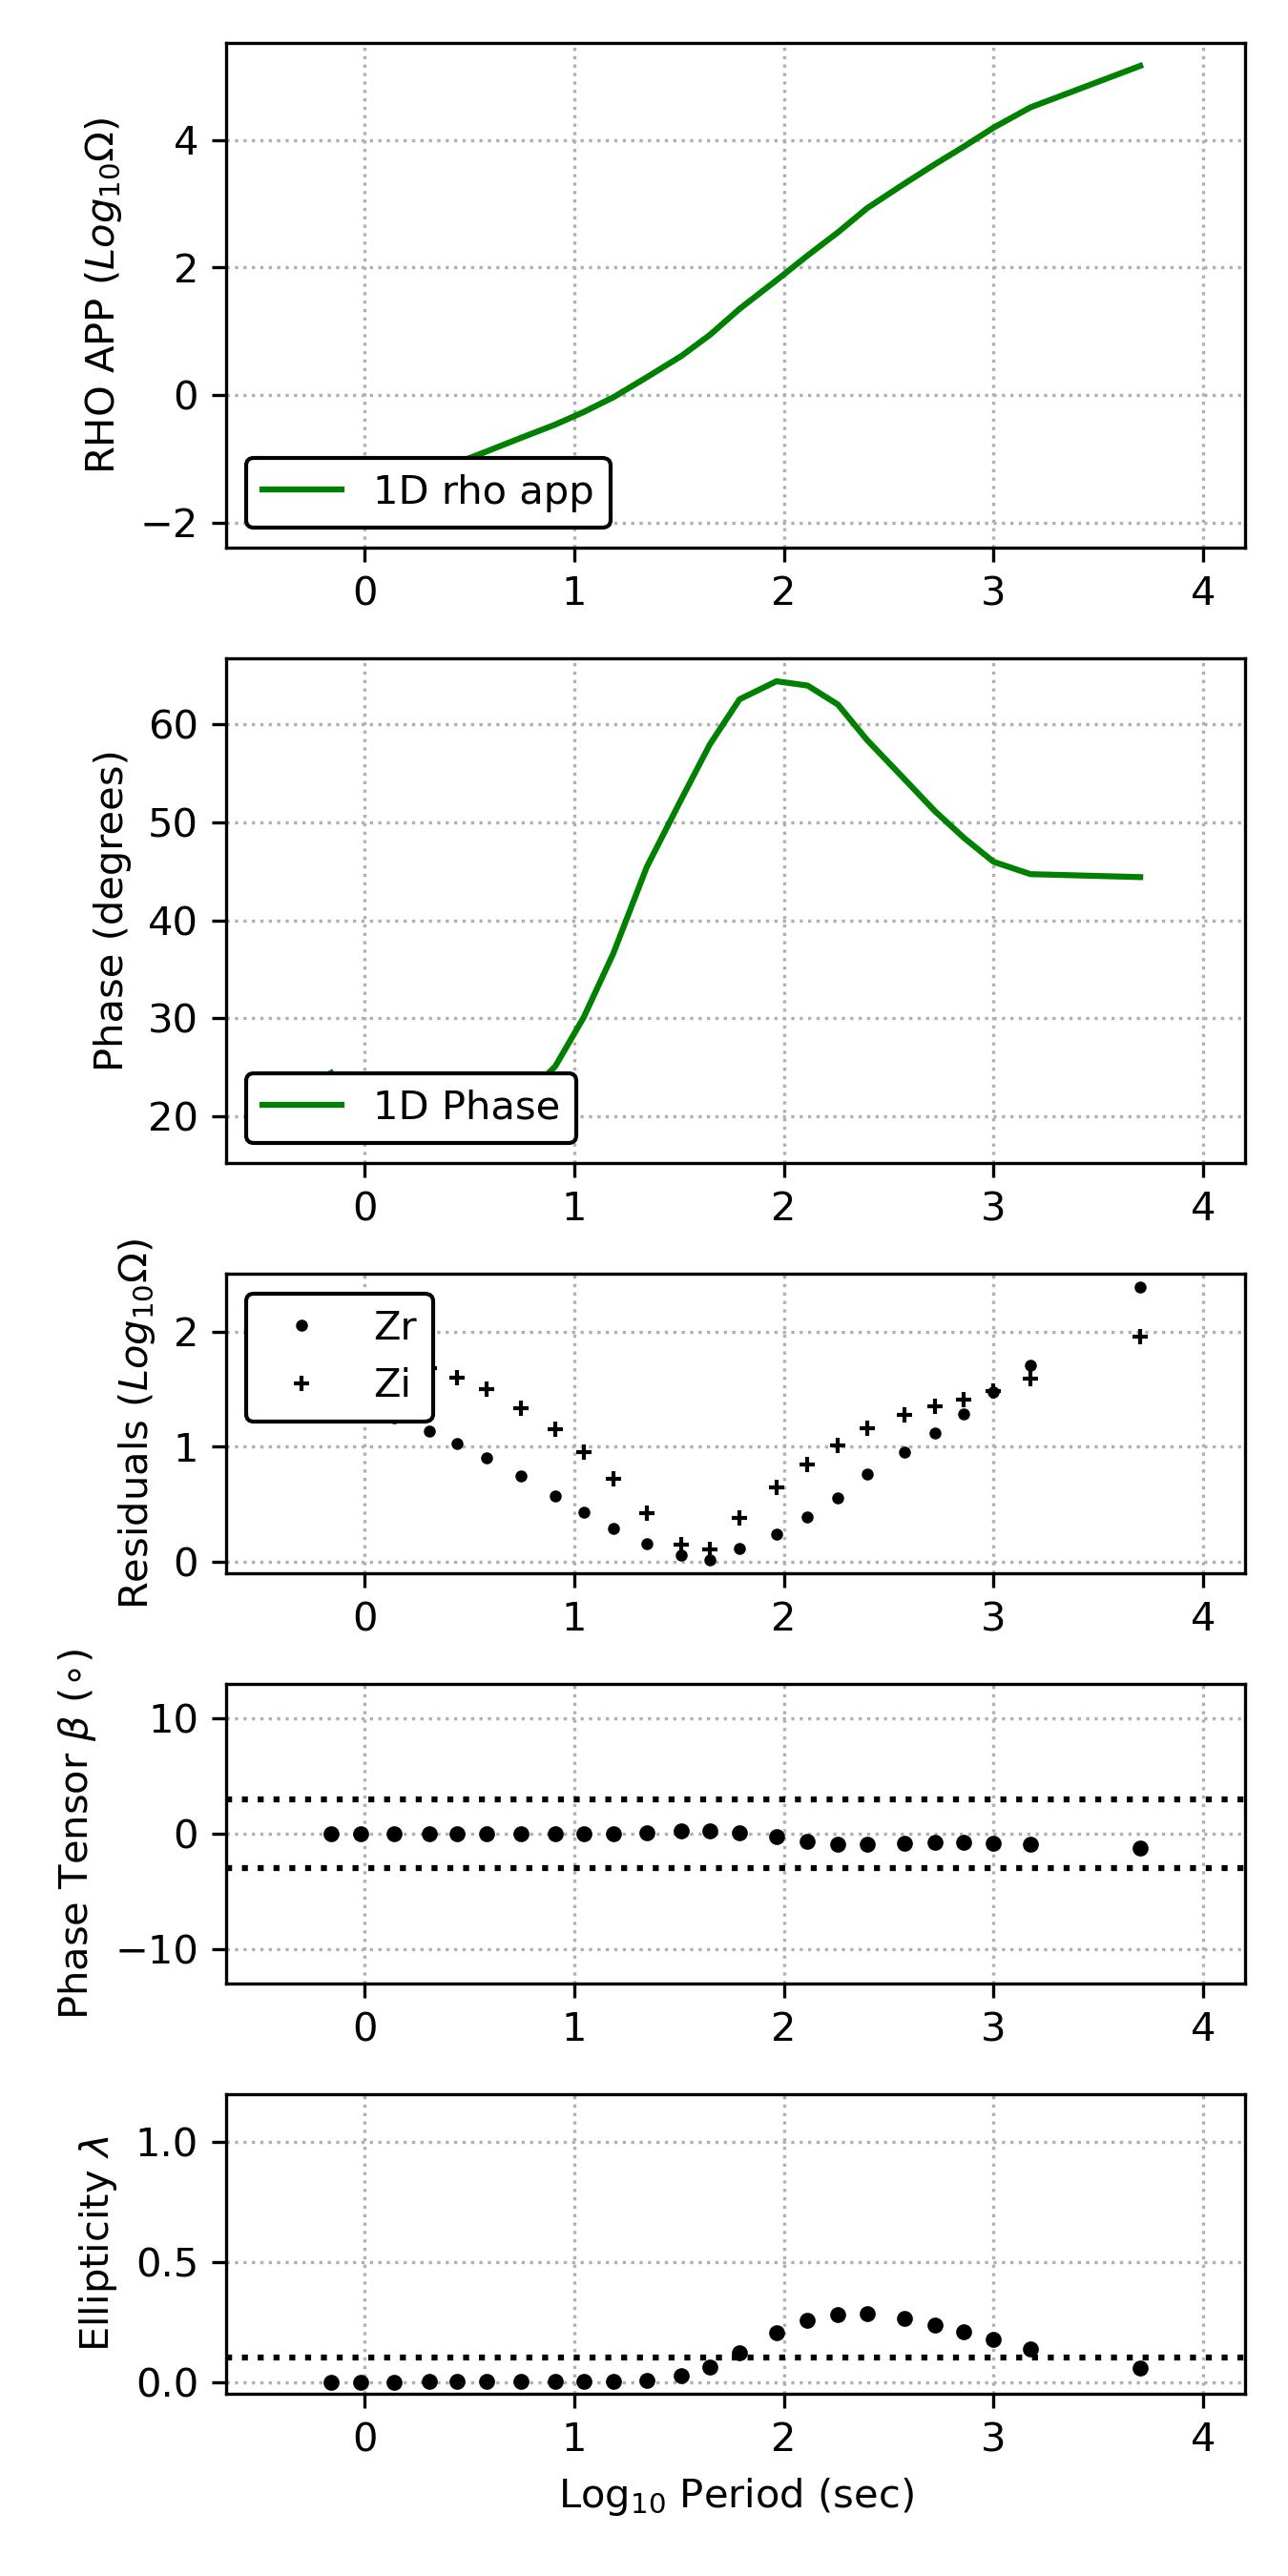 RHO APP (Log₁₀Ω)
4
2
0
−2
1D rho app
0 1 2 3 4
Phase (degrees)
60
50
40
30
20
1D Phase
0 1 2 3 4
Residuals (Log₁₀Ω)
2
1
0
Zr
Zi
0 1 2 3 4
Phase Tensor β (∘)
10
0
−10
0 1 2 3 4
Ellipticity λ
1.0
0.5
0.0
0 1 2 3 4
Log₁₀ Period (sec)